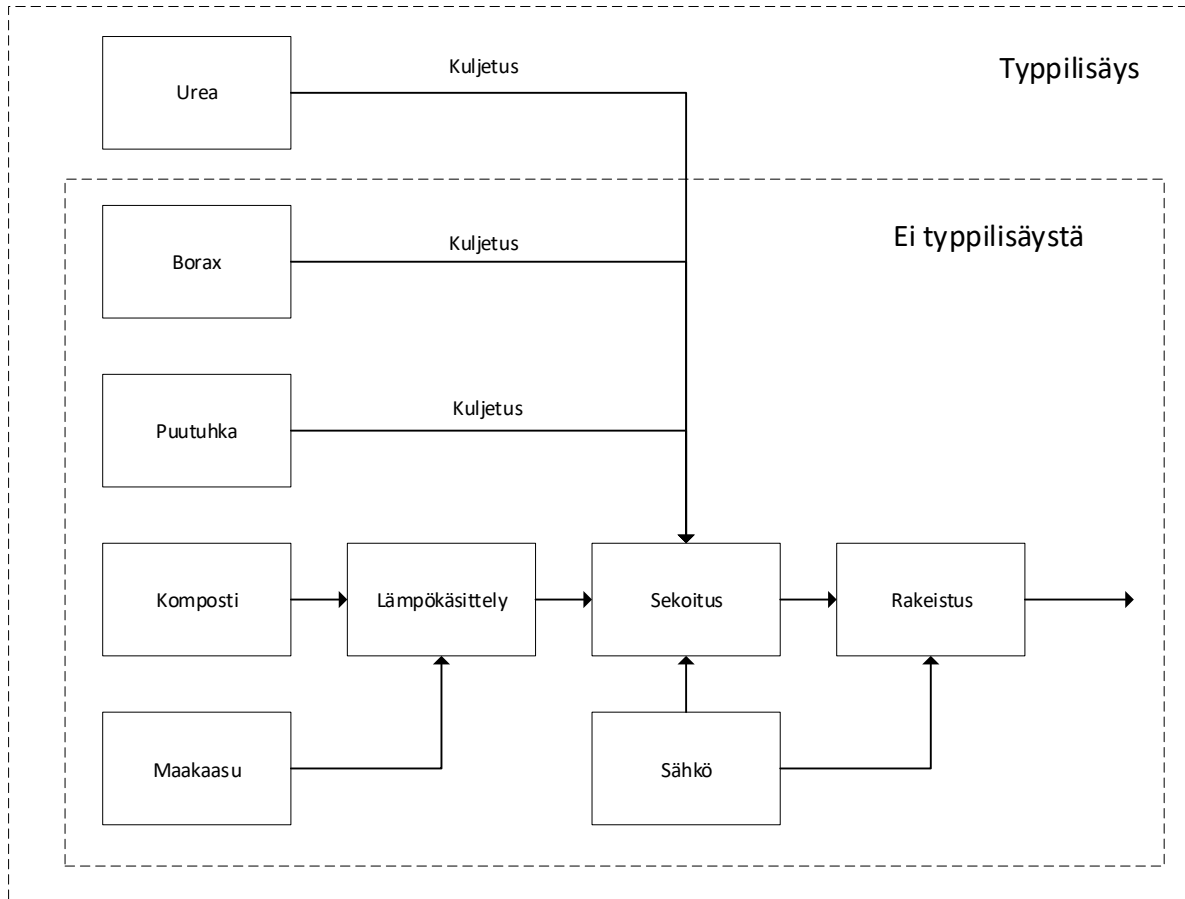 Kuljetus
Typpilisäys
Urea
Kuljetus
Ei typpilisäystä
Borax
Kuljetus
Puutuhka
Komposti
Lämpökäsittely
Sekoitus
Rakeistus
Maakaasu
Sähkö